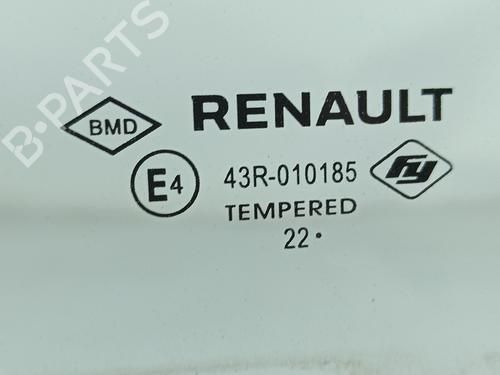 B-PARTS
BMD
RENAULT
E4
43R-010185
FY
TEMPERED
22•